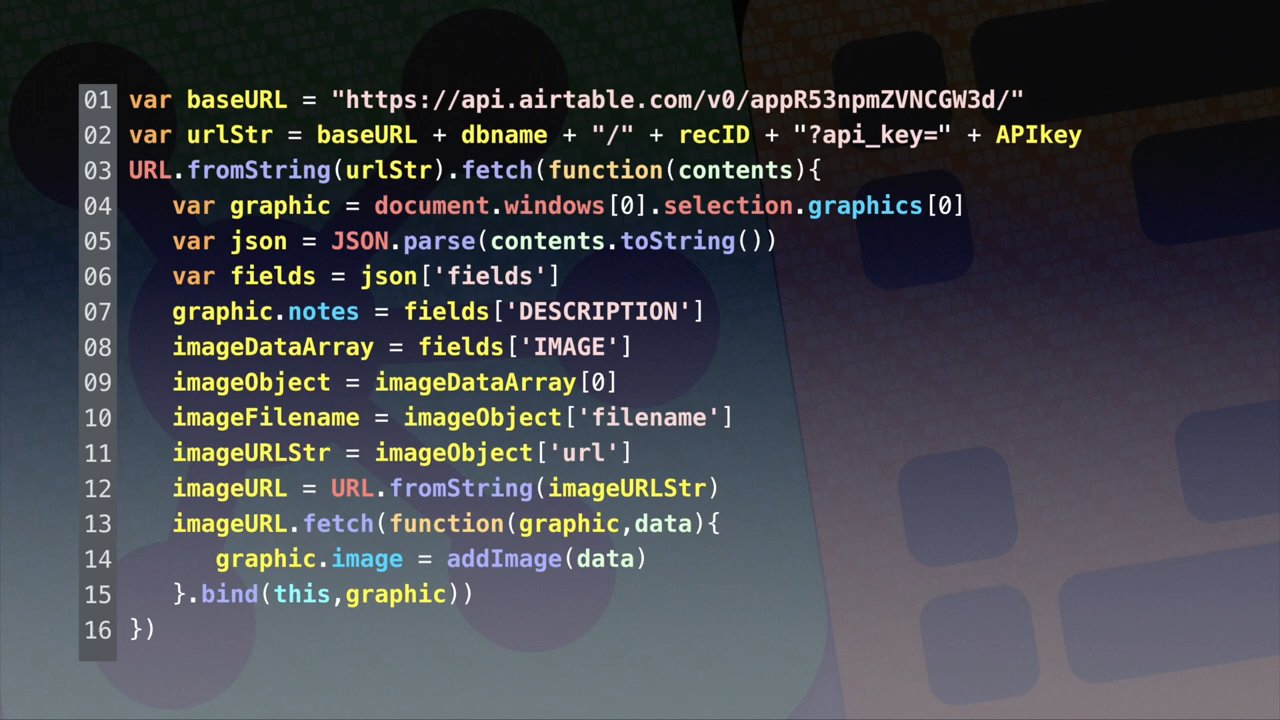 01 var baseURL = "https://api.airtable.com/v0/appR53npmZVNCGW3d/"
02 var urlStr = baseURL + dbname + "/" + recID + "?api_key=" + APIkey
03 URL.fromString(urlStr).fetch(function(contents){
04    var graphic = document.windows[0].selection.graphics[0]
05    var json = JSON.parse(contents.toString())
06    var fields = json['fields']
07    graphic.notes = fields['DESCRIPTION']
08    imageDataArray = fields['IMAGE']
09    imageObject = imageDataArray[0]
10    imageFilename = imageObject['filename']
11    imageURLStr = imageObject['url']
12    imageURL = URL.fromString(imageURLStr)
13    imageURL.fetch(function(graphic,data){
14       graphic.image = addImage(data)
15    }.bind(this,graphic))
16 })